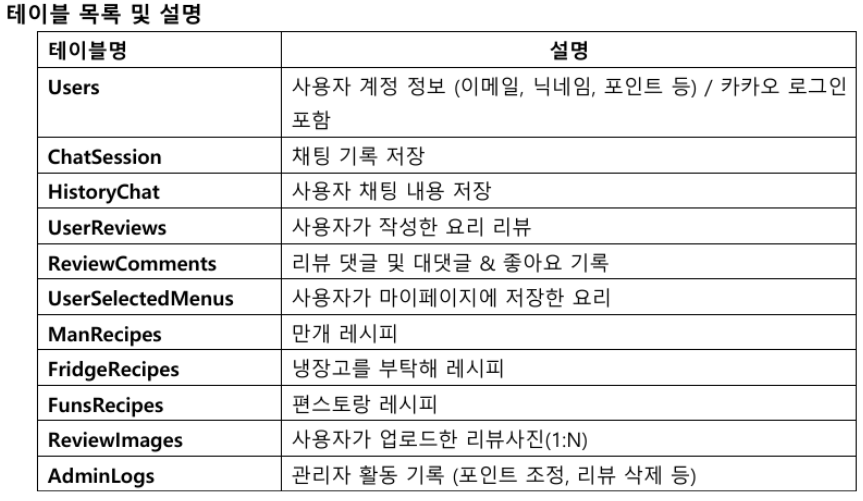 테이블 목록 및 설명
테이블명 설명
Users 사용자 계정 정보 (이메일, 닉네임, 포인트 등) / 카카오 로그인
포함
ChatSession 채팅 기록 저장
HistoryChat 사용자 채팅 내용 저장
UserReviews 사용자가 작성한 요리 리뷰
ReviewComments 리뷰 댓글 및 대댓글 & 좋아요 기록
UserSelectedMenus 사용자가 마이페이지에 저장한 요리
ManRecipes 만개 레시피
FridgeRecipes 냉장고를 부탁해 레시피
FunsRecipes 편스토랑 레시피
ReviewImages 사용자가 업로드한 리뷰사진(1:N)
AdminLogs 관리자 활동 기록 (포인트 조정, 리뷰 삭제 등)